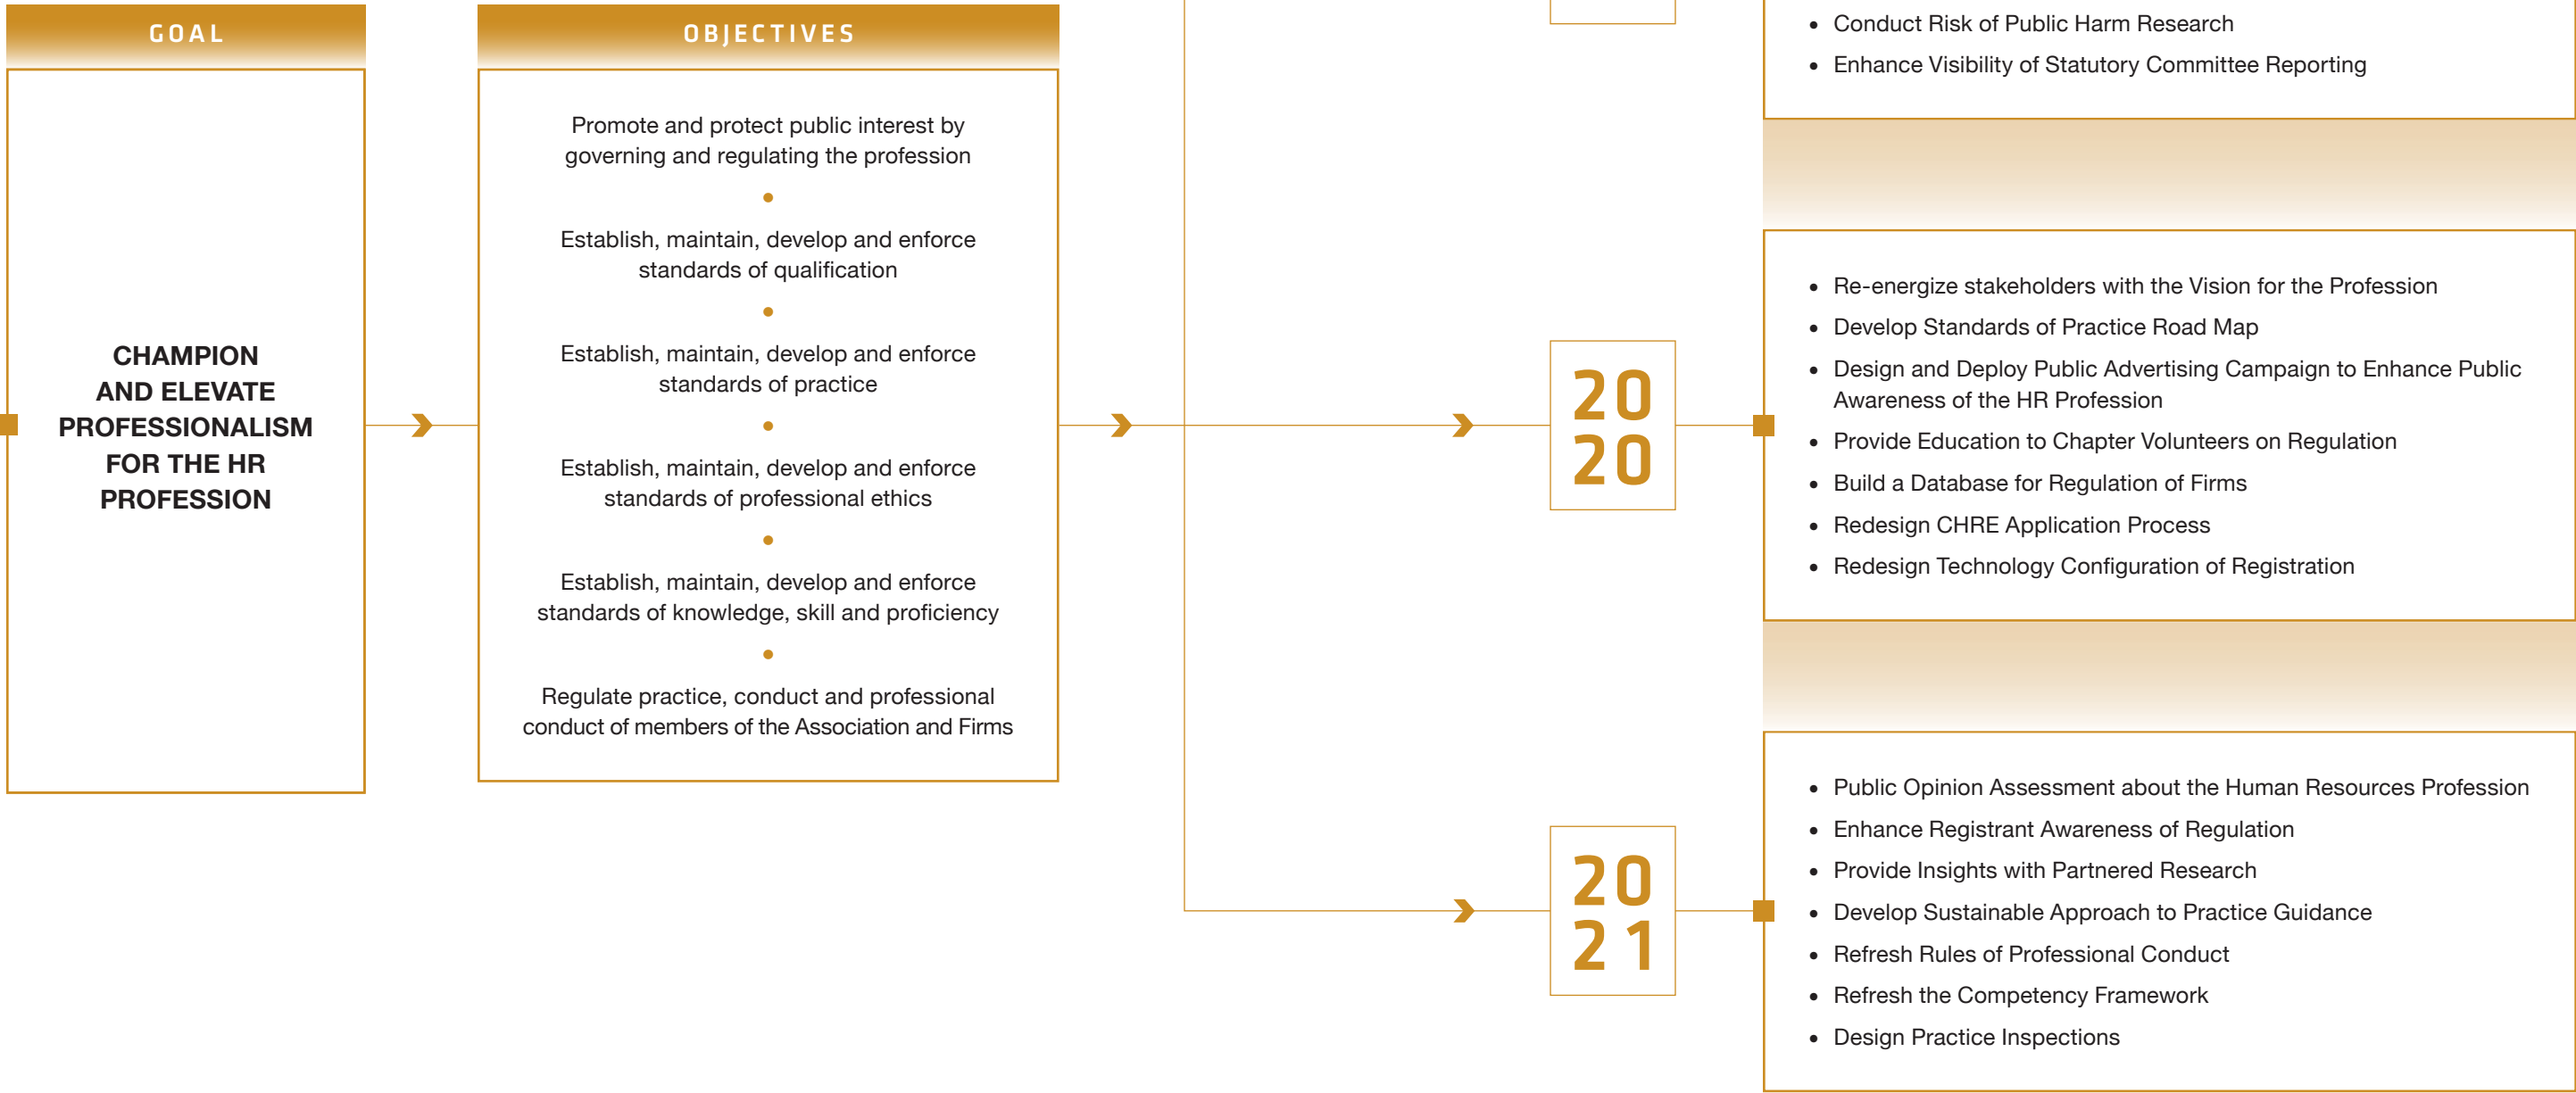 GOAL
CHAMPION
AND ELEVATE
PROFESSIONALISM
FOR THE HR
PROFESSION
OBJECTIVES
Promote and protect public interest by
governing and regulating the profession
•
Establish, maintain, develop and enforce
standards of qualification
•
Establish, maintain, develop and enforce
standards of practice
•
Establish, maintain, develop and enforce
standards of professional ethics
•
Establish, maintain, develop and enforce
standards of knowledge, skill and proficiency
•
Regulate practice, conduct and professional
conduct of members of the Association and Firms
• Conduct Risk of Public Harm Research
• Enhance Visibility of Statutory Committee Reporting
20
20
• Re-energize stakeholders with the Vision for the Profession
• Develop Standards of Practice Road Map
• Design and Deploy Public Advertising Campaign to Enhance Public
Awareness of the HR Profession
• Provide Education to Chapter Volunteers on Regulation
• Build a Database for Regulation of Firms
• Redesign CHRE Application Process
• Redesign Technology Configuration of Registration
20
21
• Public Opinion Assessment about the Human Resources Profession
• Enhance Registrant Awareness of Regulation
• Provide Insights with Partnered Research
• Develop Sustainable Approach to Practice Guidance
• Refresh Rules of Professional Conduct
• Refresh the Competency Framework
• Design Practice Inspections